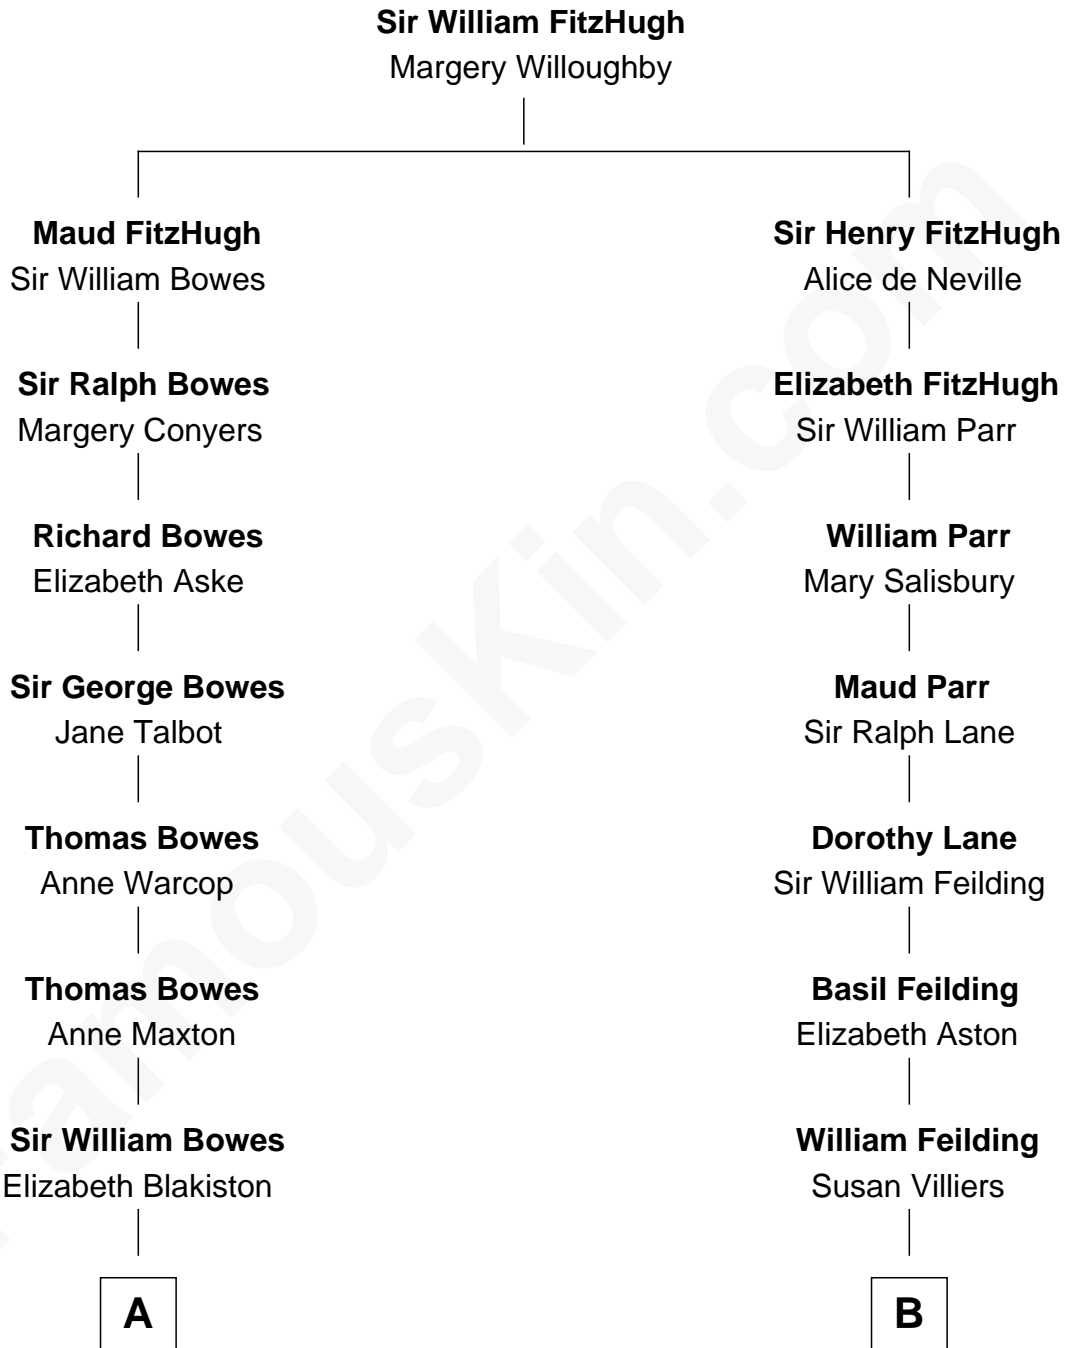 Sir William FitzHugh
Margery Willoughby
Maud FitzHugh
Sir William Bowes
Sir Henry FitzHugh
Alice de Neville
Sir Ralph Bowes
Margery Conyers
Elizabeth FitzHugh
Sir William Parr
Richard Bowes
Elizabeth Aske
William Parr
Mary Salisbury
Sir George Bowes
Jane Talbot
Maud Parr
Sir Ralph Lane
Thomas Bowes
Anne Warcop
Dorothy Lane
Sir William Feilding
Thomas Bowes
Anne Maxton
Basil Feilding
Elizabeth Aston
Sir William Bowes
Elizabeth Blakiston
William Feilding
Susan Villiers
A
B
FamousKin.com